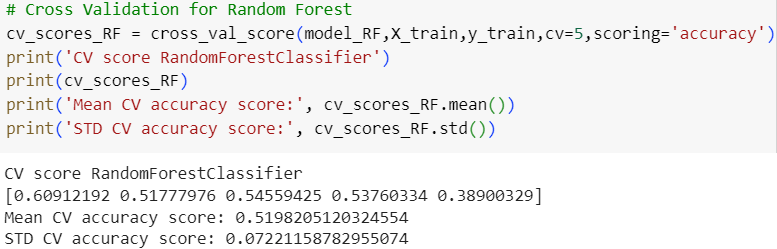 # Cross Validation for Random Forest
cv_scores_RF = cross_val_score(model_RF,X_train,y_train,cv=5,scoring='accuracy')
print('CV score RandomForestClassifier')
print(cv_scores_RF)
print('Mean CV accuracy score:', cv_scores_RF.mean())
print('STD CV accuracy score:', cv_scores_RF.std())
CV score RandomForestClassifier
[0.60912192 0.51777976 0.54559425 0.53760334 0.38900329]
Mean CV accuracy score: 0.5198205120324554
STD CV accuracy score: 0.07221158782955074